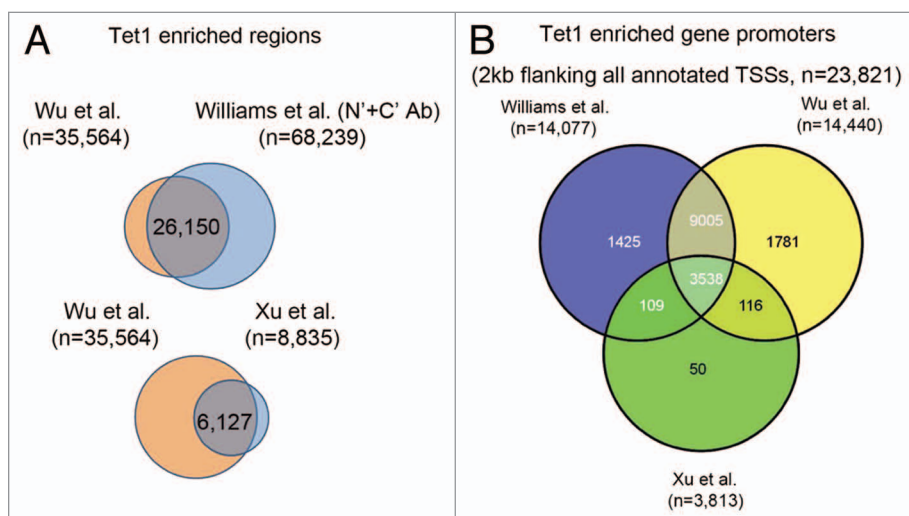 A
Tet1 enriched regions
Wu et al.
(n=35,564)
Williams et al. (N'+C' Ab)
(n=68,239)
26,150
Wu et al.
(n=35,564)
Xu et al.
(n=8,835)
6,127
B
Tet1 enriched gene promoters
(2kb flanking all annotated TSSs, n=23,821)
Williams et al.
(n=14,077)
Wu et al.
(n=14,440)
9005
1425
1781
3538
109
116
50
Xu et al.
(n=3,813)